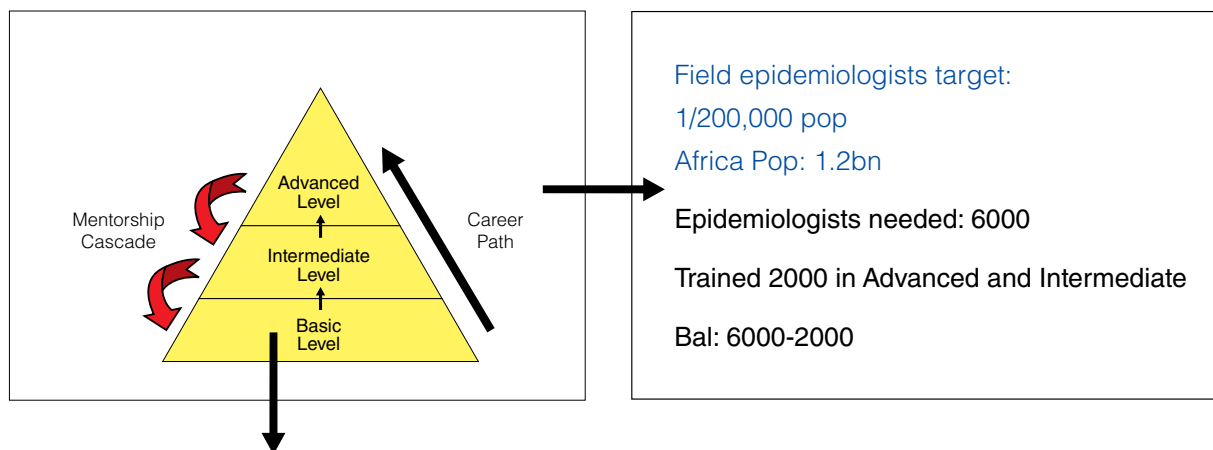 Mentorship
Cascade
Advanced
Level
Intermediate
Level
Basic
Level
Career
Path
Field epidemiologists target:
1/200,000 pop
Africa Pop: 1.2bn
Epidemiologists needed: 6000
Trained 2000 in Advanced and Intermediate
Bal: 6000-2000